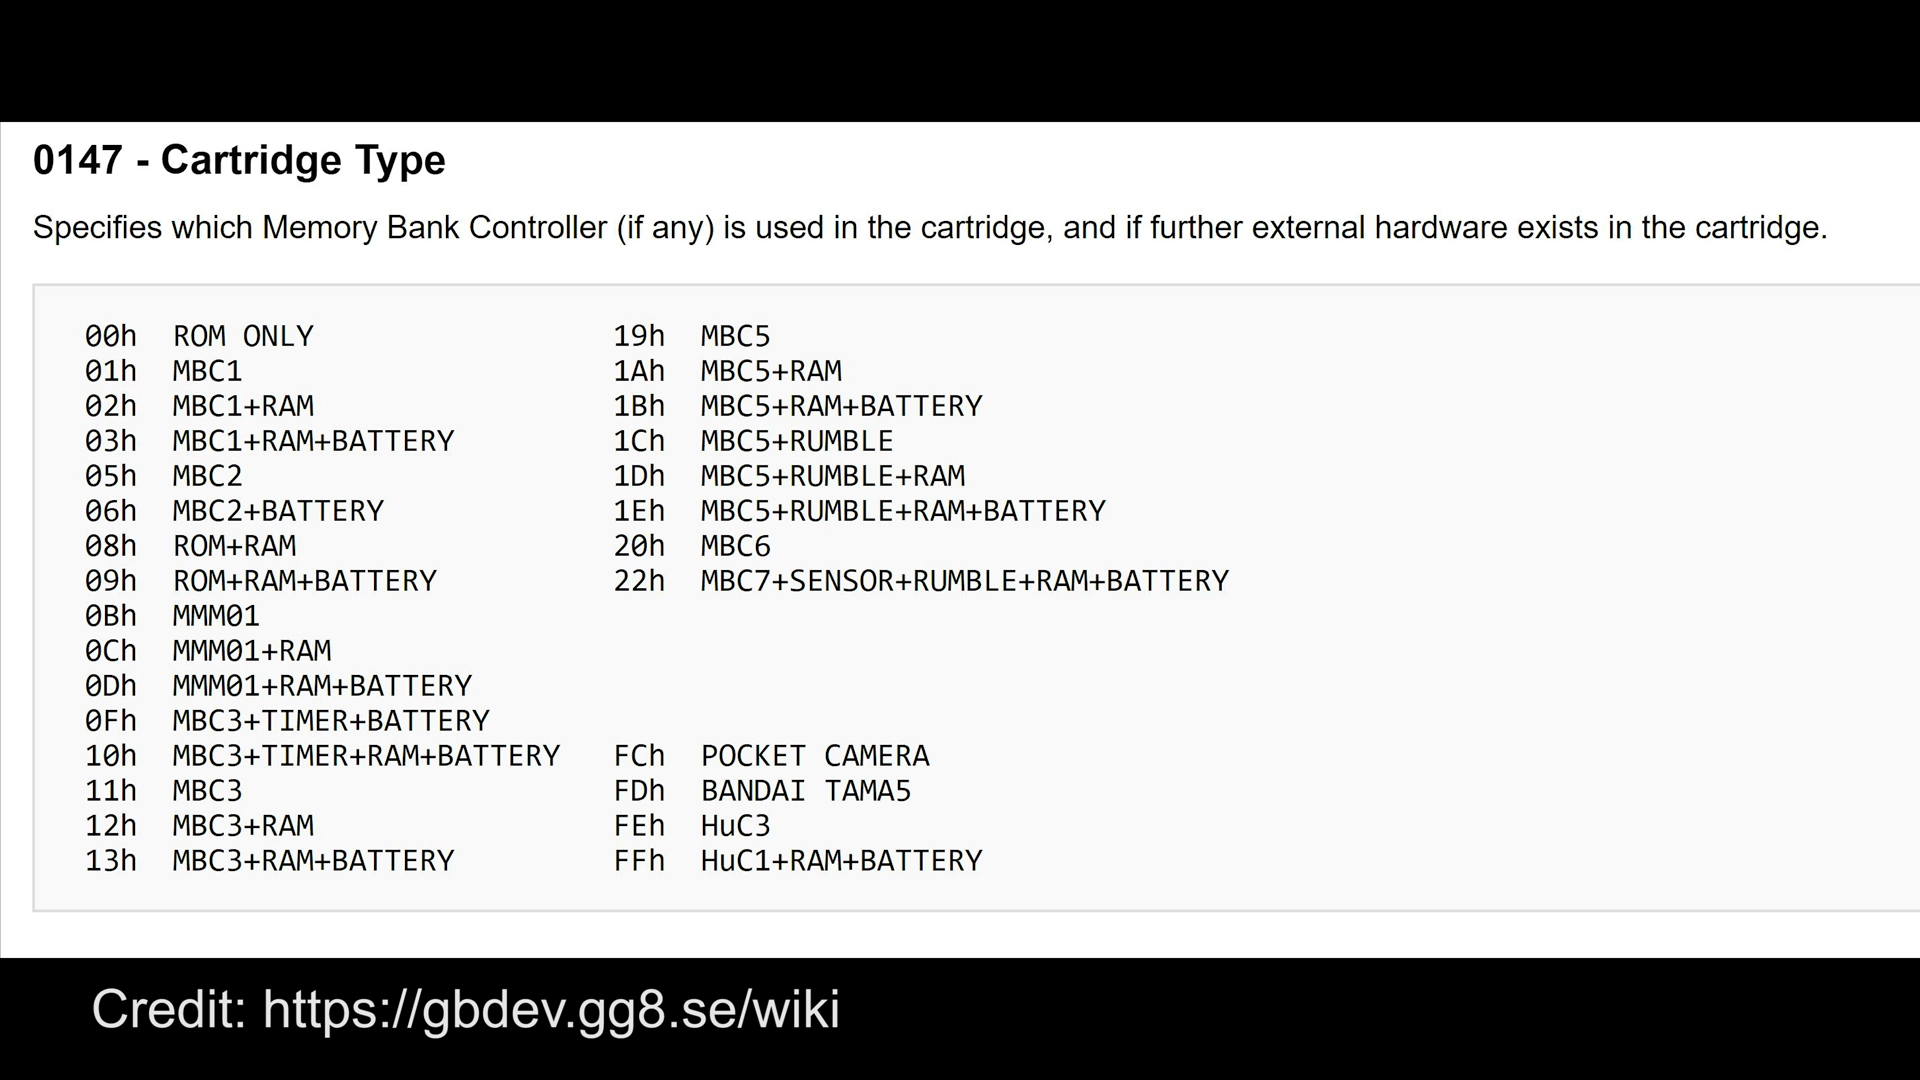 0147 - Cartridge Type
Specifies which Memory Bank Controller (if any) is used in the cartridge, and if further external hardware exists in the cartridge.
00h ROM ONLY 19h MBC5
01h MBC1 1Ah MBC5+RAM
02h MBC1+RAM 1Bh MBC5+RAM+BATTERY
03h MBC1+RAM+BATTERY 1Ch MBC5+RUMBLE
05h MBC2 1Dh MBC5+RUMBLE+RAM
06h MBC2+BATTERY 1Eh MBC5+RUMBLE+RAM+BATTERY
08h ROM+RAM 20h MBC6
09h ROM+RAM+BATTERY 22h MBC7+SENSOR+RUMBLE+RAM+BATTERY
0Bh MMM01
0Ch MMM01+RAM
0Dh MMM01+RAM+BATTERY
0Fh MBC3+TIMER+BATTERY
10h MBC3+TIMER+RAM+BATTERY FCh POCKET CAMERA
11h MBC3 FDh BANDAI TAMA5
12h MBC3+RAM FEh HuC3
13h MBC3+RAM+BATTERY FFh HuC1+RAM+BATTERY
Credit: https://gbdev.gg8.se/wiki